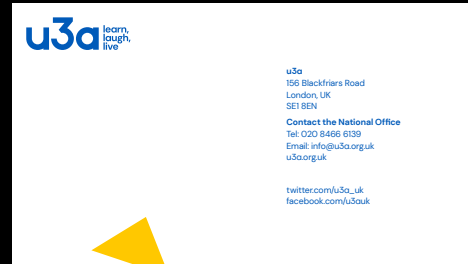 u3a
learn,
laugh,
live
u3a
156 Blackfriars Road
London, UK
SE1 8EN
Contact the National Office
Tel: 020 8466 6139
Email: info@u3a.org.uk
u3a.org.uk
twitter.com/u3a_uk
facebook.com/u3auk